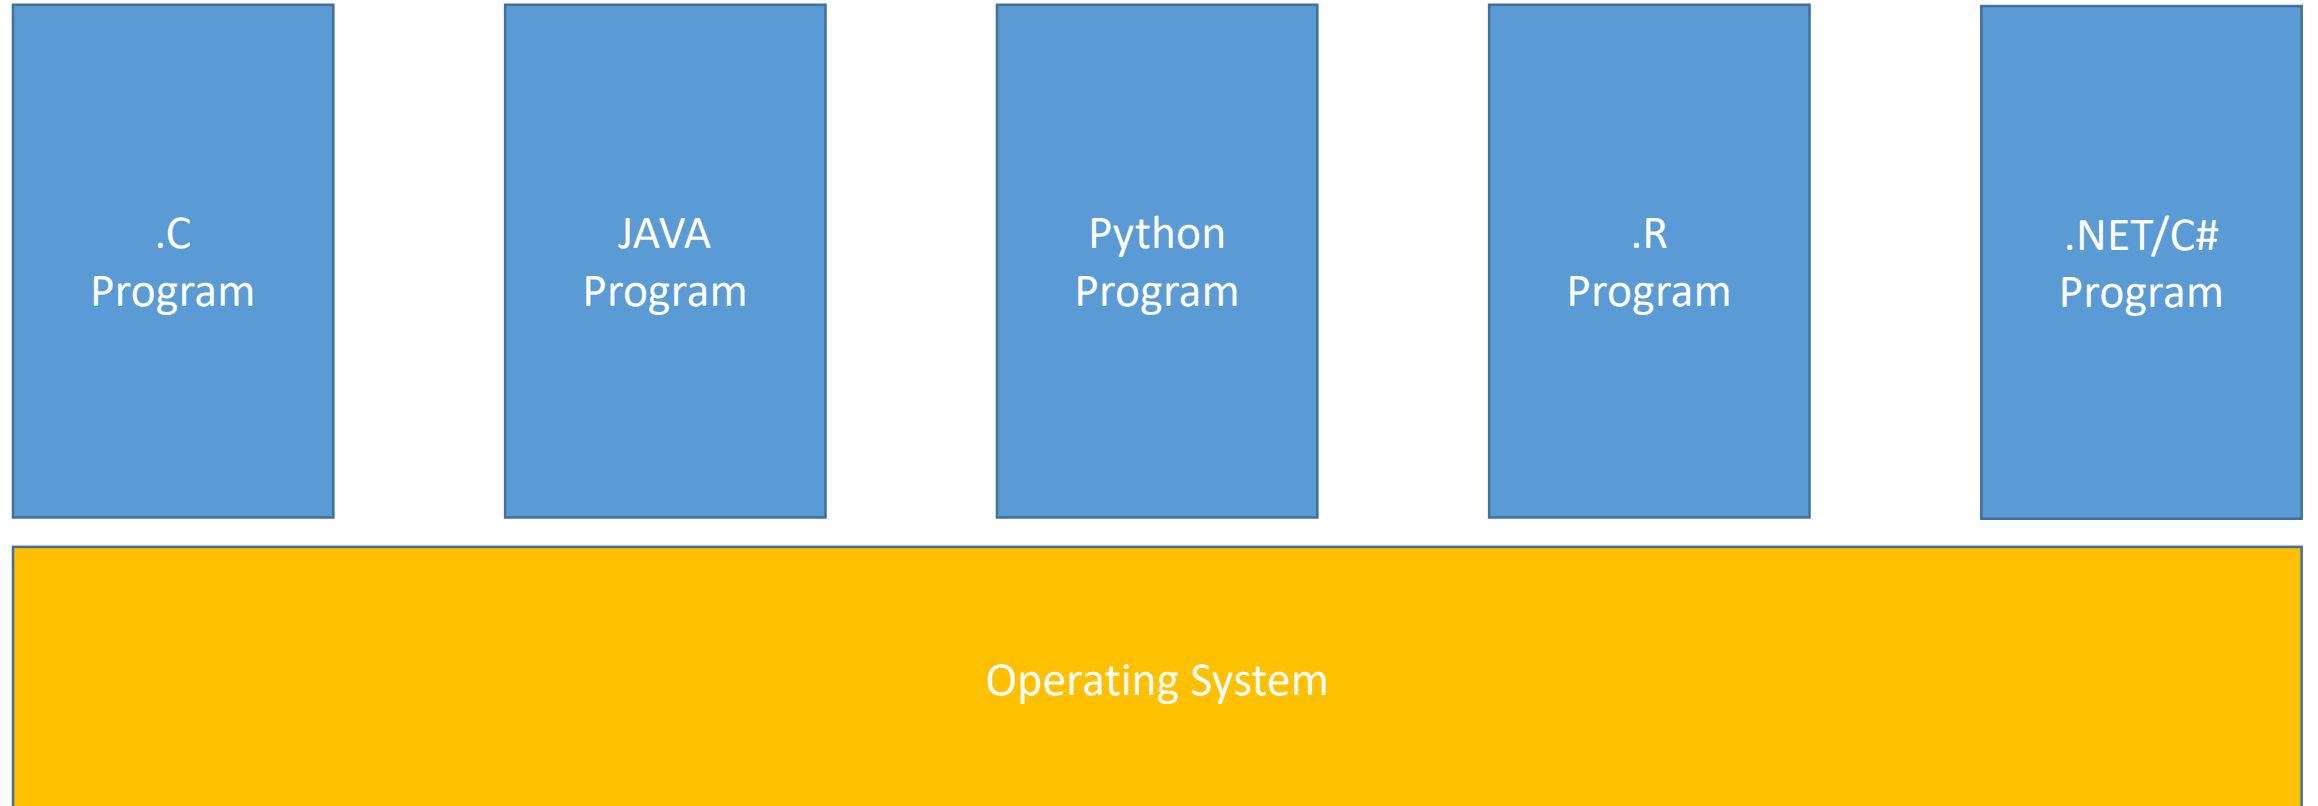 .C
Program
JAVA
Program
Python
Program
.R
Program
.NET/C#
Program
Operating System